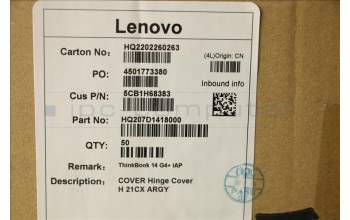 Lenovo
Carton No: HQ2202260263
(4L)Origin: CN
PO: 4501773380
Inbound info
Cus P/N: 5CB1H68383
Part No: HQ207D1418000
QTY: 50
Remark: ThinkBook 14 G4+ IAP
Description: COVER Hinge Cover
H 21CX ARGY